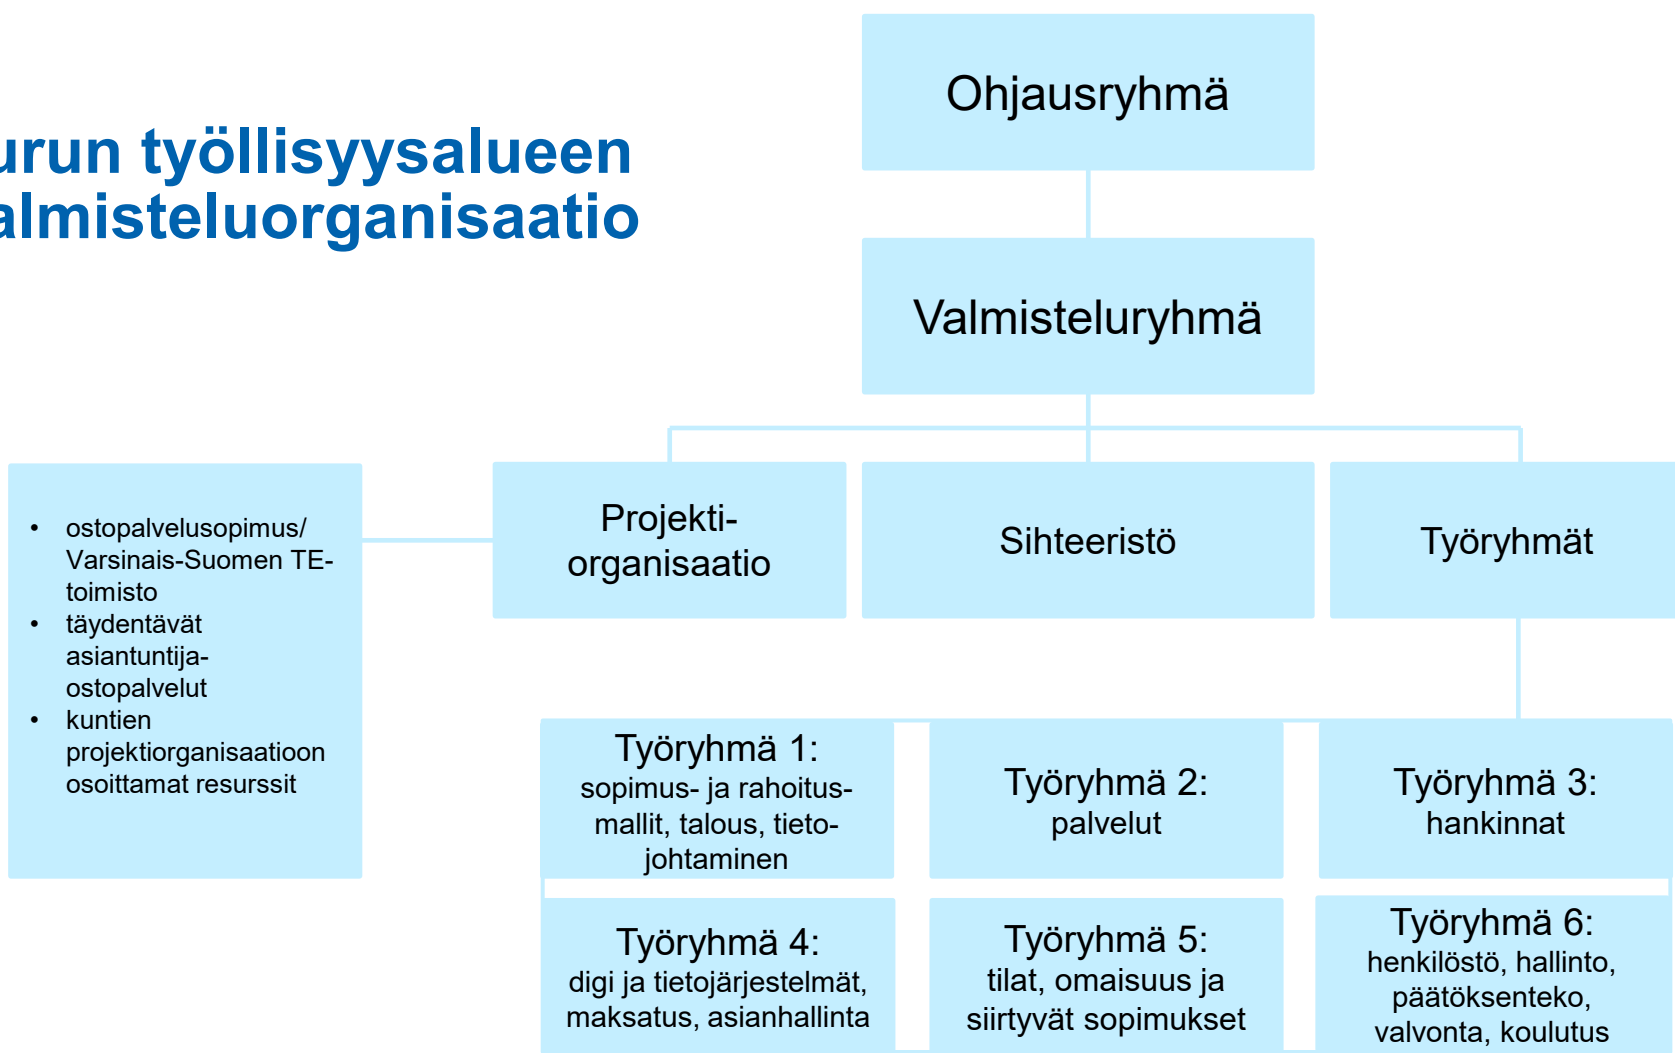 urun työllisyysalueen
almisteluorganisaatio
Ohjausryhmä
Valmisteluryhmä
• ostopalvelusopimus/
Varsinais-Suomen TE-
toimisto
• täydentävät
asiantuntija-
ostopalvelut
• kuntien
projektiorganisaatioon
osoittamat resurssit
Projekti-
organisaatio
Sihteeristö
Työryhmät
Työryhmä 1:
sopimus- ja rahoitus-
mallit, talous, tieto-
johtaminen
Työryhmä 2:
palvelut
Työryhmä 3:
hankinnat
Työryhmä 4:
digi ja tietojärjestelmät,
maksatus, asianhallinta
Työryhmä 5:
tilat, omaisuus ja
siirtyvät sopimukset
Työryhmä 6:
henkilöstö, hallinto,
päätöksenteko,
valvonta, koulutus